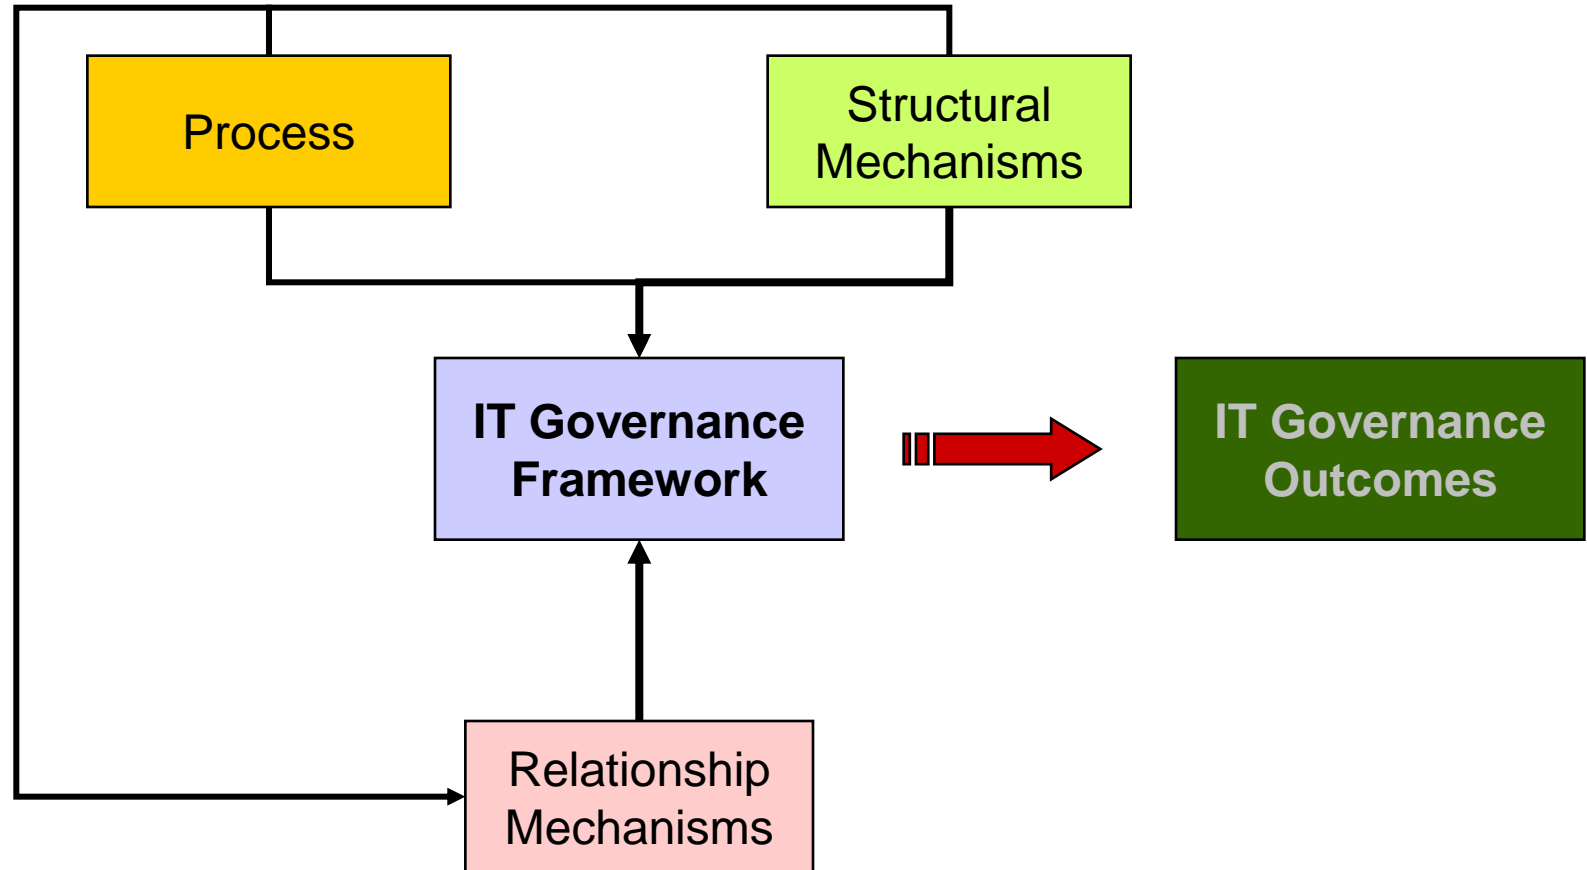 Process
Structural
Mechanisms
IT Governance
Framework
IT Governance
Outcomes
Relationship
Mechanisms